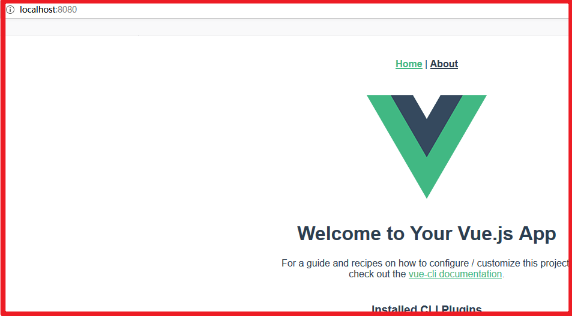 localhost:8080
Home | About
Welcome to Your Vue.js App
For a guide and recipes on how to configure / customize this project
check out the vue-cli documentation
Installed CLI Plugins